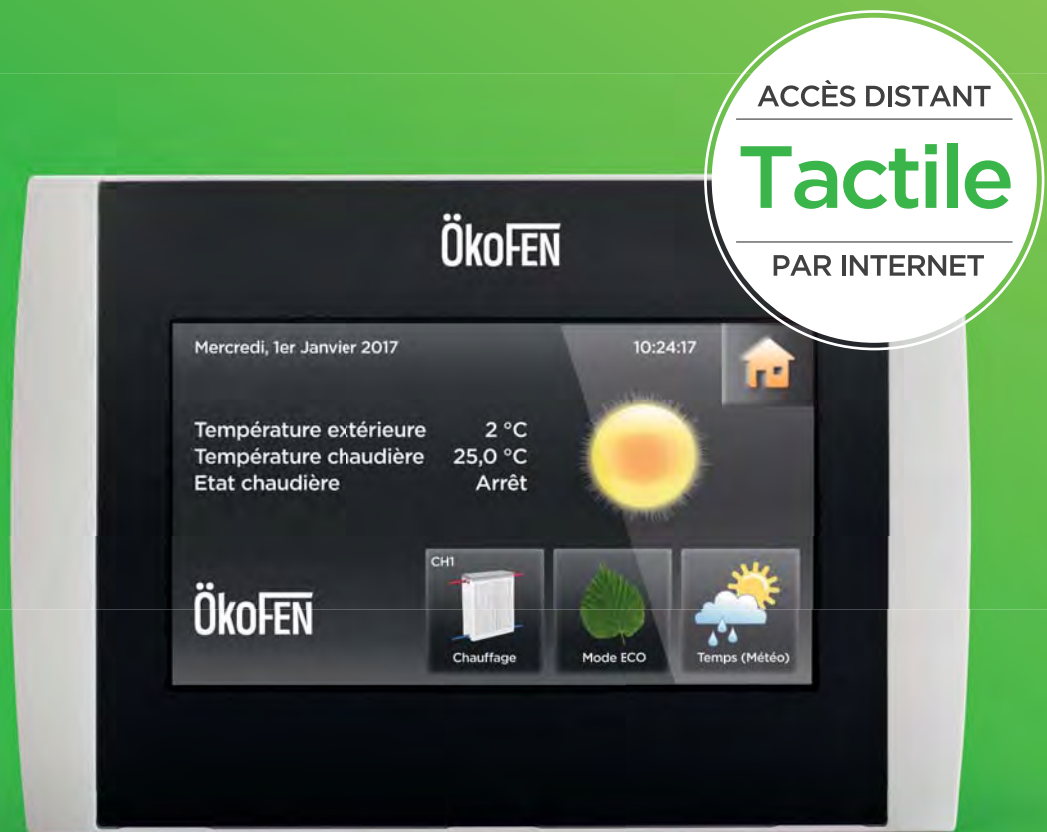 ACCÈS DISTANT
Tactile
PAR INTERNET
ÖkoFEN
Mercredi, 1er Janvier 2017 10:24:17
Température extérieure 2 °C
Température chaudière 25,0 °C
Etat chaudière Arrêt
ÖkoFEN
CH1
Chauffage
Mode ECO
Temps (Météo)